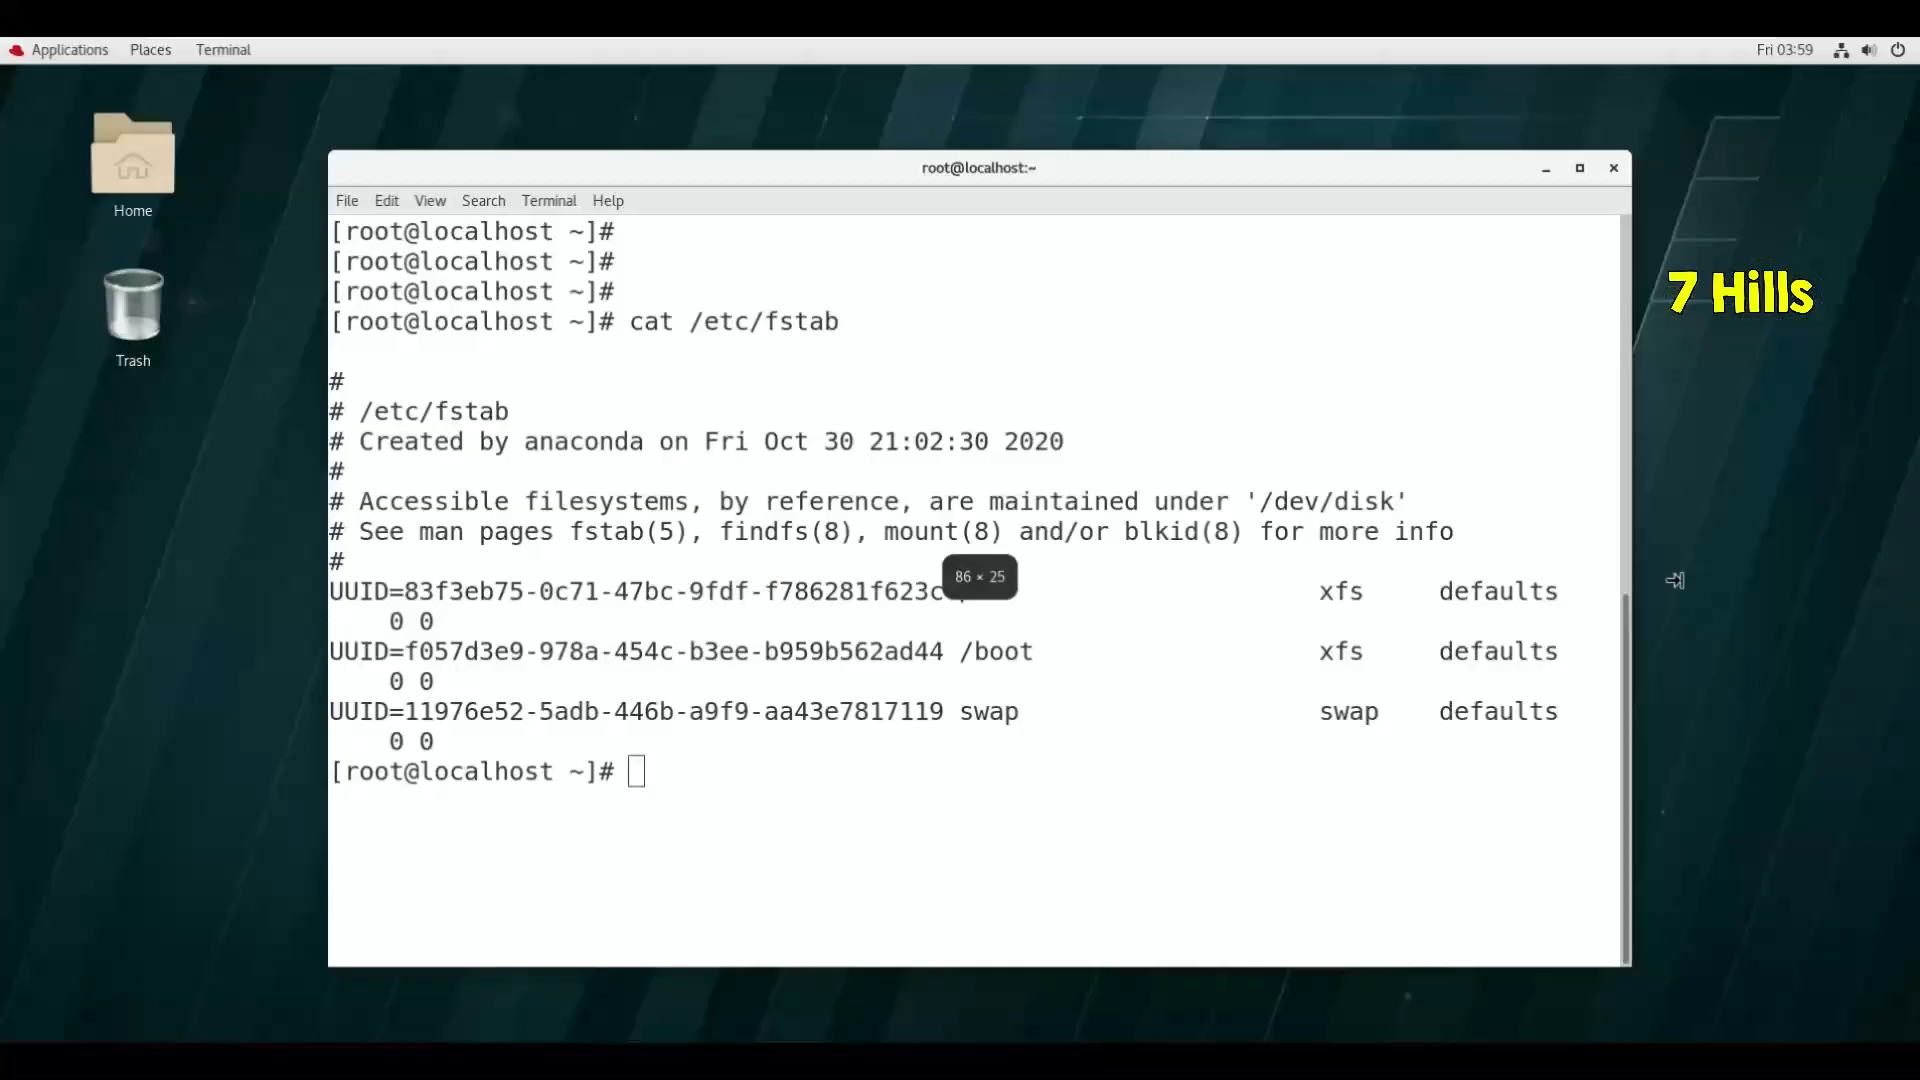 Applications Places Terminal Fri 03:59
Home
Trash
root@localhost:~
File Edit View Search Terminal Help
[root@localhost ~]#
[root@localhost ~]#
[root@localhost ~]#
[root@localhost ~]# cat /etc/fstab
#
# /etc/fstab
# Created by anaconda on Fri Oct 30 21:02:30 2020
#
# Accessible filesystems, by reference, are maintained under '/dev/disk'
# See man pages fstab(5), findfs(8), mount(8) and/or blkid(8) for more info
#
86 × 25
UUID=83f3eb75-0c71-47bc-9fdf-f786281f623c xfs defaults
0 0
UUID=f057d3e9-978a-454c-b3ee-b959b562ad44 /boot xfs defaults
0 0
UUID=11976e52-5adb-446b-a9f9-aa43e7817119 swap swap defaults
0 0
[root@localhost ~]#
7 Hills